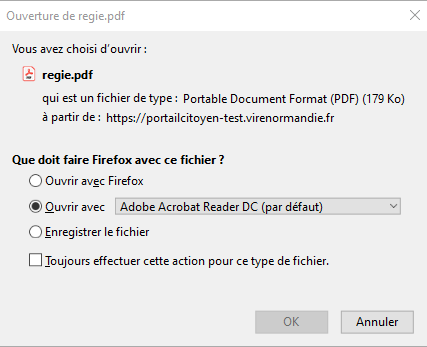 Ouverture de regie.pdf
Vous avez choisi d'ouvrir :
regie.pdf
qui est un fichier de type : Portable Document Format (PDF) (179 Ko)
à partir de : https://portailcitoyen-test.virenormandie.fr
Que doit faire Firefox avec ce fichier ?
Ouvrir avec Firefox
Ouvrir avec Adobe Acrobat Reader DC (par défaut)
Enregistrer le fichier
Toujours effectuer cette action pour ce type de fichier.
OK Annuler